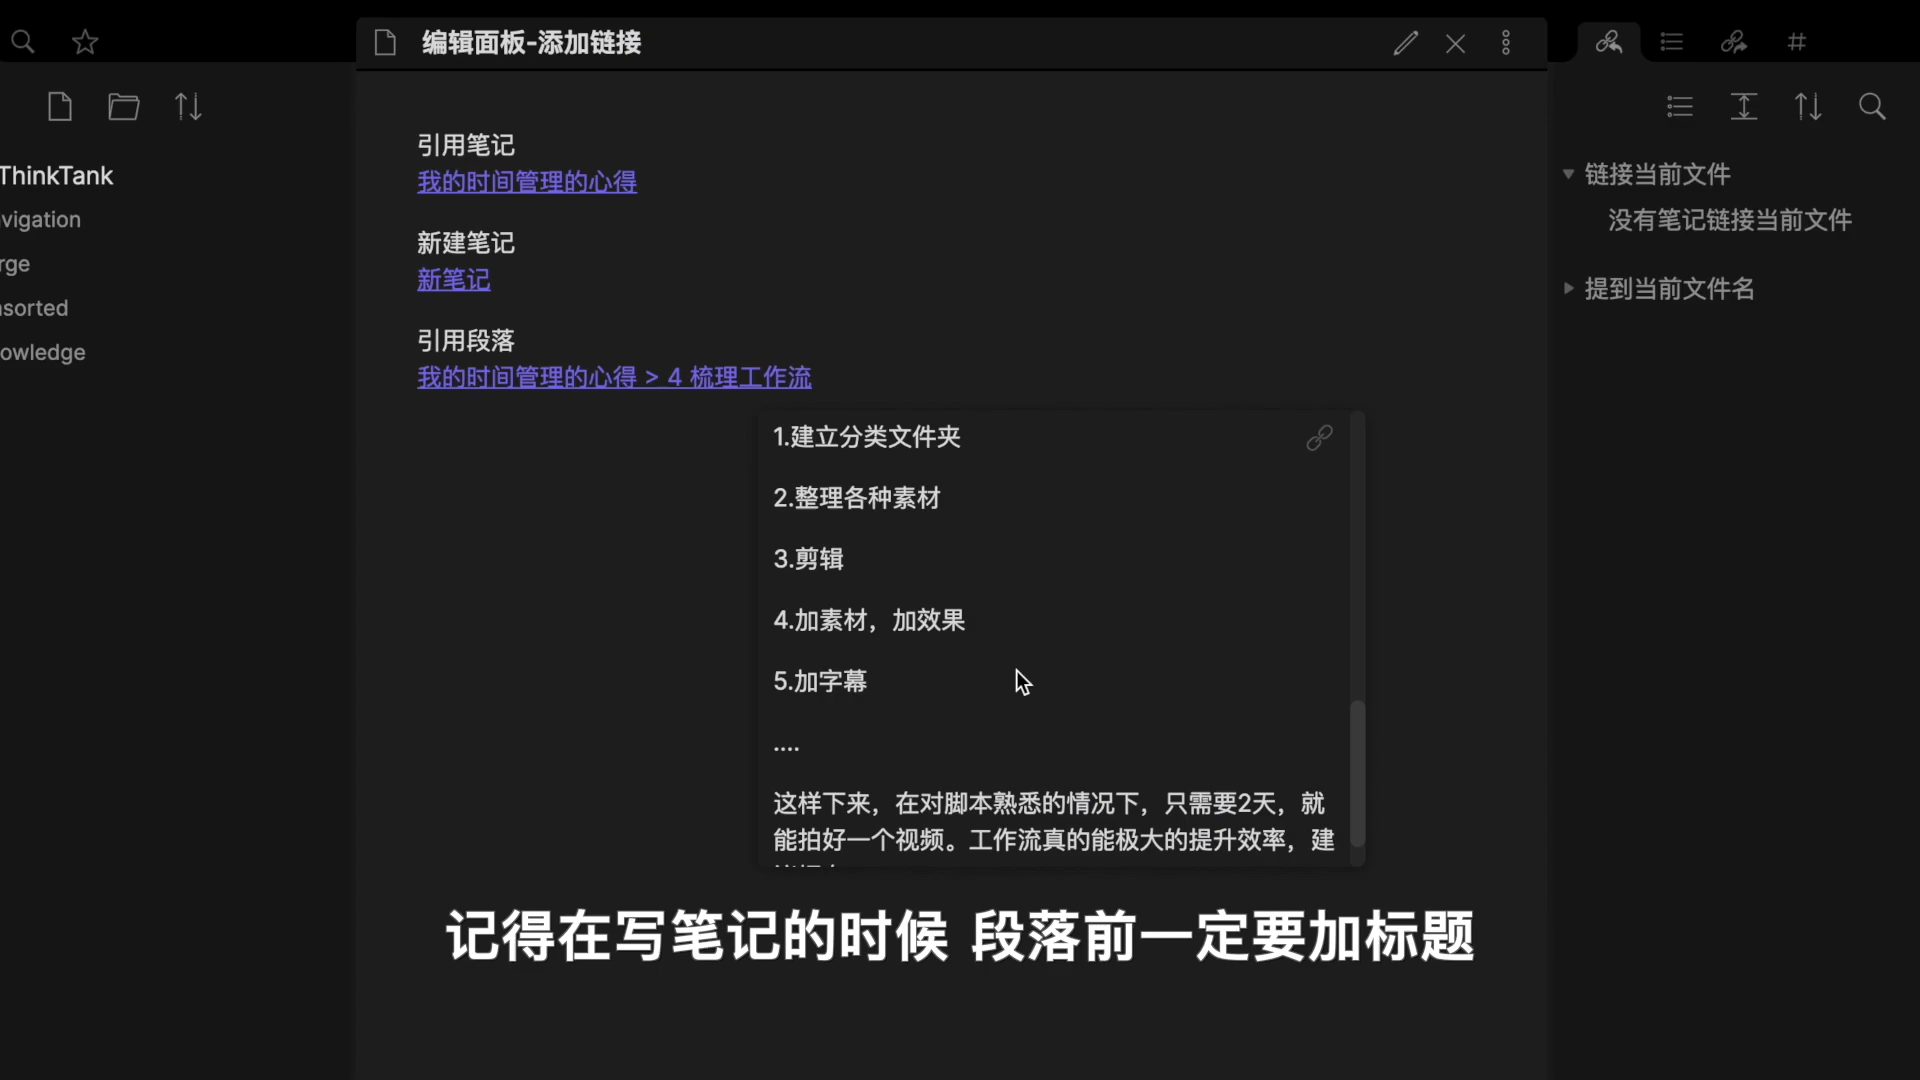 编辑面板-添加链接
ThinkTank
vigation
rge
sorted
owledge
引用笔记
我的时间管理的心得
新建笔记
新笔记
引用段落
我的时间管理的心得 > 4 梳理工作流
1.建立分类文件夹
2.整理各种素材
3.剪辑
4.加素材，加效果
5.加字幕
....
这样下来，在对脚本熟悉的情况下，只需要2天，就
能拍好一个视频。工作流真的能极大的提升效率，建
链接当前文件
没有笔记链接当前文件
提到当前文件名
记得在写笔记的时候 段落前一定要加标题